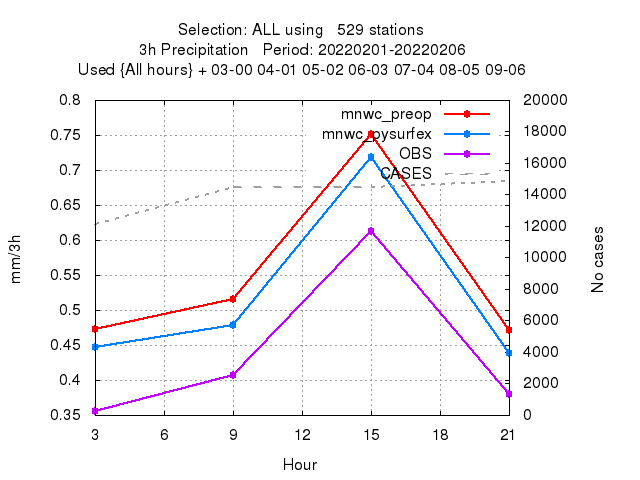 Selection: ALL using   529 stations
3h Precipitation   Period: 20220201-20220206
Used {All hours} + 03-00 04-01 05-02 06-03 07-04 08-05 09-06
mnwc_preop
mnwc_pysurfex
OBS
CASES
0.8
0.75
0.7
0.65
0.6
0.55
0.5
0.45
0.4
0.35
mm/3h
20000
18000
16000
14000
12000
10000
8000
6000
4000
2000
0
No cases
3 6 9 12 15 18 21
Hour